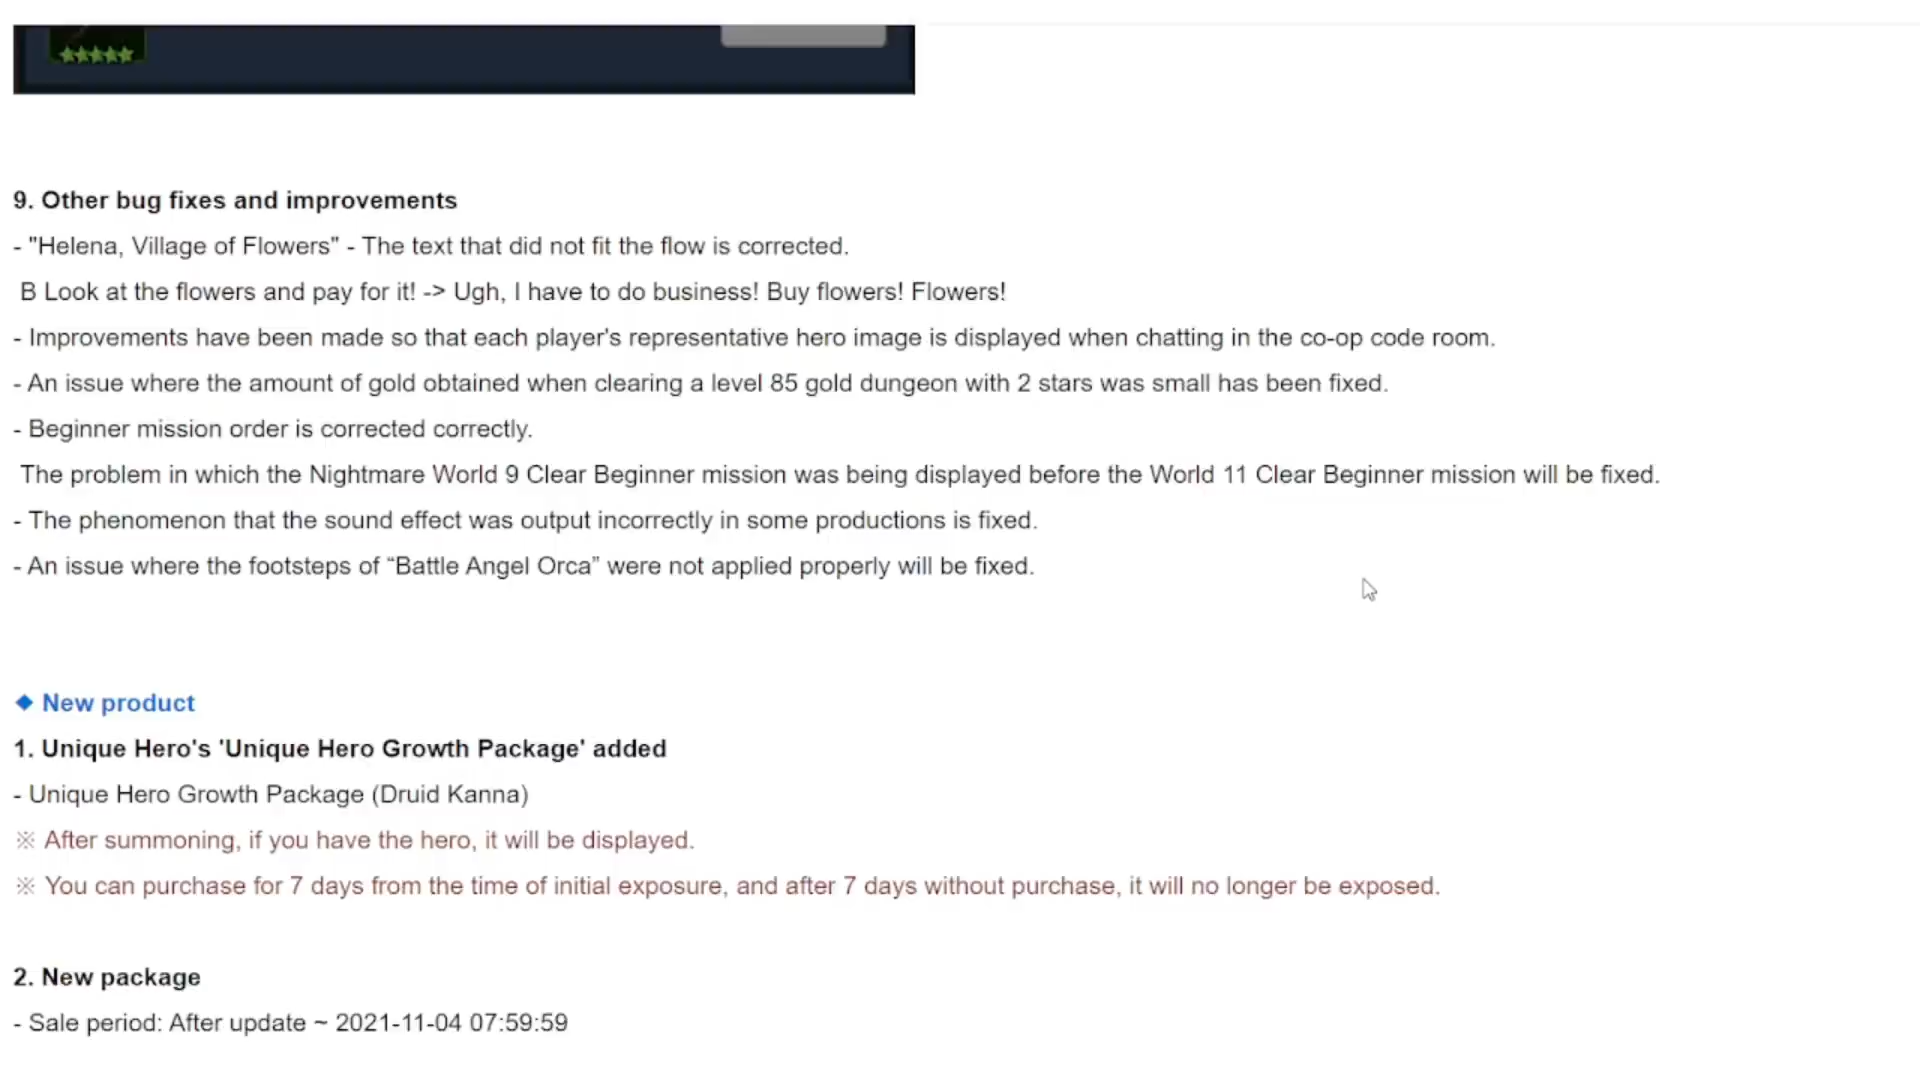 9. Other bug fixes and improvements
- "Helena, Village of Flowers" - The text that did not fit the flow is corrected.
B Look at the flowers and pay for it! -> Ugh, I have to do business! Buy flowers! Flowers!
- Improvements have been made so that each player's representative hero image is displayed when chatting in the co-op code room.
- An issue where the amount of gold obtained when clearing a level 85 gold dungeon with 2 stars was small has been fixed.
- Beginner mission order is corrected correctly.
The problem in which the Nightmare World 9 Clear Beginner mission was being displayed before the World 11 Clear Beginner mission will be fixed.
- The phenomenon that the sound effect was output incorrectly in some productions is fixed.
- An issue where the footsteps of “Battle Angel Orca” were not applied properly will be fixed.
◆ New product
1. Unique Hero's 'Unique Hero Growth Package' added
- Unique Hero Growth Package (Druid Kanna)
※ After summoning, if you have the hero, it will be displayed.
※ You can purchase for 7 days from the time of initial exposure, and after 7 days without purchase, it will no longer be exposed.
2. New package
- Sale period: After update ~ 2021-11-04 07:59:59